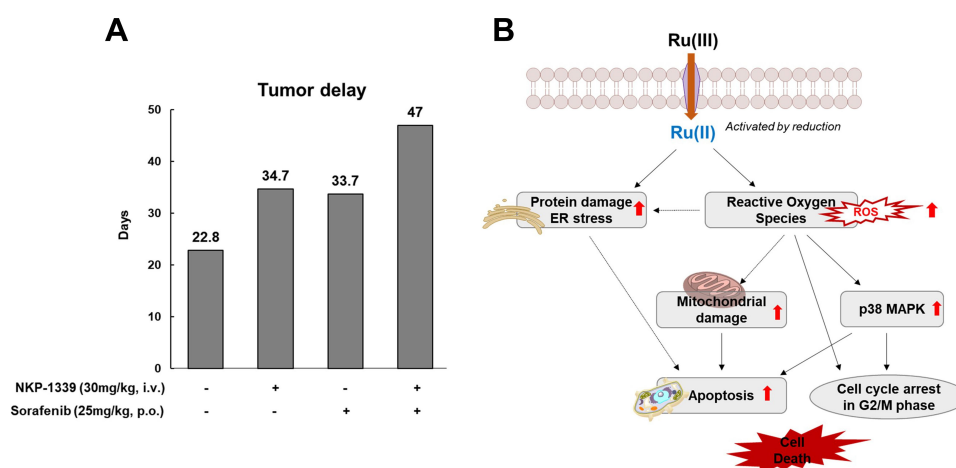 A
Tumor delay
50
40
30
20
10
0
Days
22.8
34.7
33.7
47
NKP-1339 (30mg/kg, i.v.) - + - +
Sorafenib (25mg/kg, p.o.) - - + +
B
Ru(III)
Ru(II)
Activated by reduction
Protein damage
ER stress
Reactive Oxygen
Species
ROS
Mitochondrial
damage
p38 MAPK
Apoptosis
Cell cycle arrest
in G2/M phase
Cell
Death